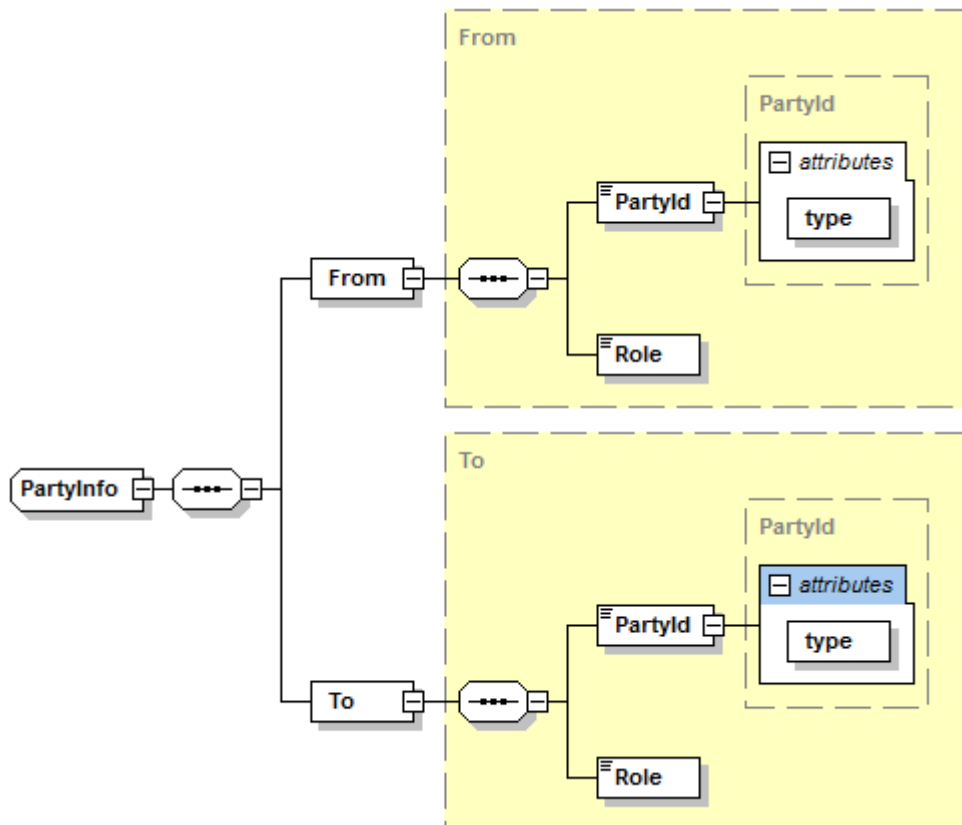 From
PartyId
attributes
PartyId
type
From
Role
To
PartyInfo
PartyId
attributes
PartyId
type
To
Role